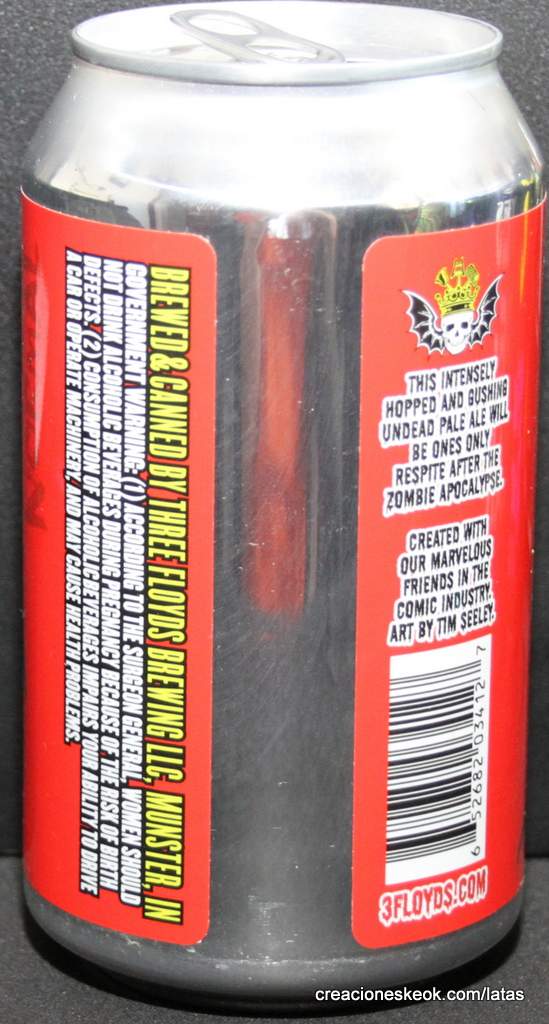 BREWED & CANNED BY THREE FLOYDS BREWING LLC, MUNSTER, IN
GOVERNMENT WARNING: (1) ACCORDING TO THE SURGEON GENERAL, WOMEN SHOULD
NOT DRINK ALCOHOLIC BEVERAGES DURING PREGNANCY BECAUSE OF THE RISK OF BIRTH
DEFECTS. (2) CONSUMPTION OF ALCOHOLIC BEVERAGES IMPAIRS YOUR ABILITY TO DRIVE
A CAR OR OPERATE MACHINERY, AND MAY CAUSE HEALTH PROBLEMS.
THIS INTENSELY
HOPPED AND GUSHING
UNDEAD PALE ALE WILL
BE ONES ONLY
RESPITE AFTER THE
ZOMBIE APOCALYPSE.
CREATED WITH
OUR MARVELOUS
FRIENDS IN THE
COMIC INDUSTRY.
ART BY TIM SEELEY.
6 52682 03412 7
3FLOYDS.COM
creacioneskeok.com/latas